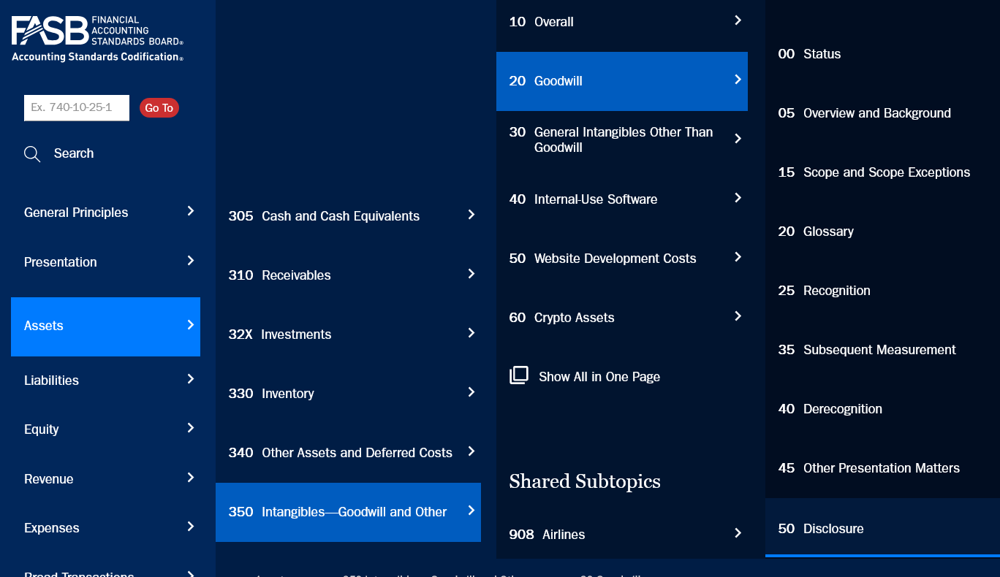 FASB
FINANCIAL
ACCOUNTING
STANDARDS BOARD®
Accounting Standards Codification®
Ex. 740-10-25-1
Go To
Search
General Principles
Presentation
Assets
Liabilities
Equity
Revenue
Expenses
Broad Transactions
305 Cash and Cash Equivalents
310 Receivables
32X Investments
330 Inventory
340 Other Assets and Deferred Costs
350 Intangibles—Goodwill and Other
10 Overall
20 Goodwill
30 General Intangibles Other Than
Goodwill
40 Internal-Use Software
50 Website Development Costs
60 Crypto Assets
Show All in One Page
Shared Subtopics
908 Airlines
00 Status
05 Overview and Background
15 Scope and Scope Exceptions
20 Glossary
25 Recognition
35 Subsequent Measurement
40 Derecognition
45 Other Presentation Matters
50 Disclosure